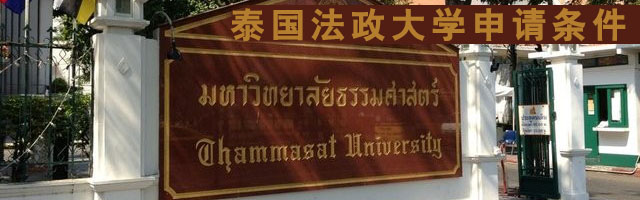 泰国法政大学申请条件
มหาวิทยาลัยธรรมศาสตร์
Thammasat University